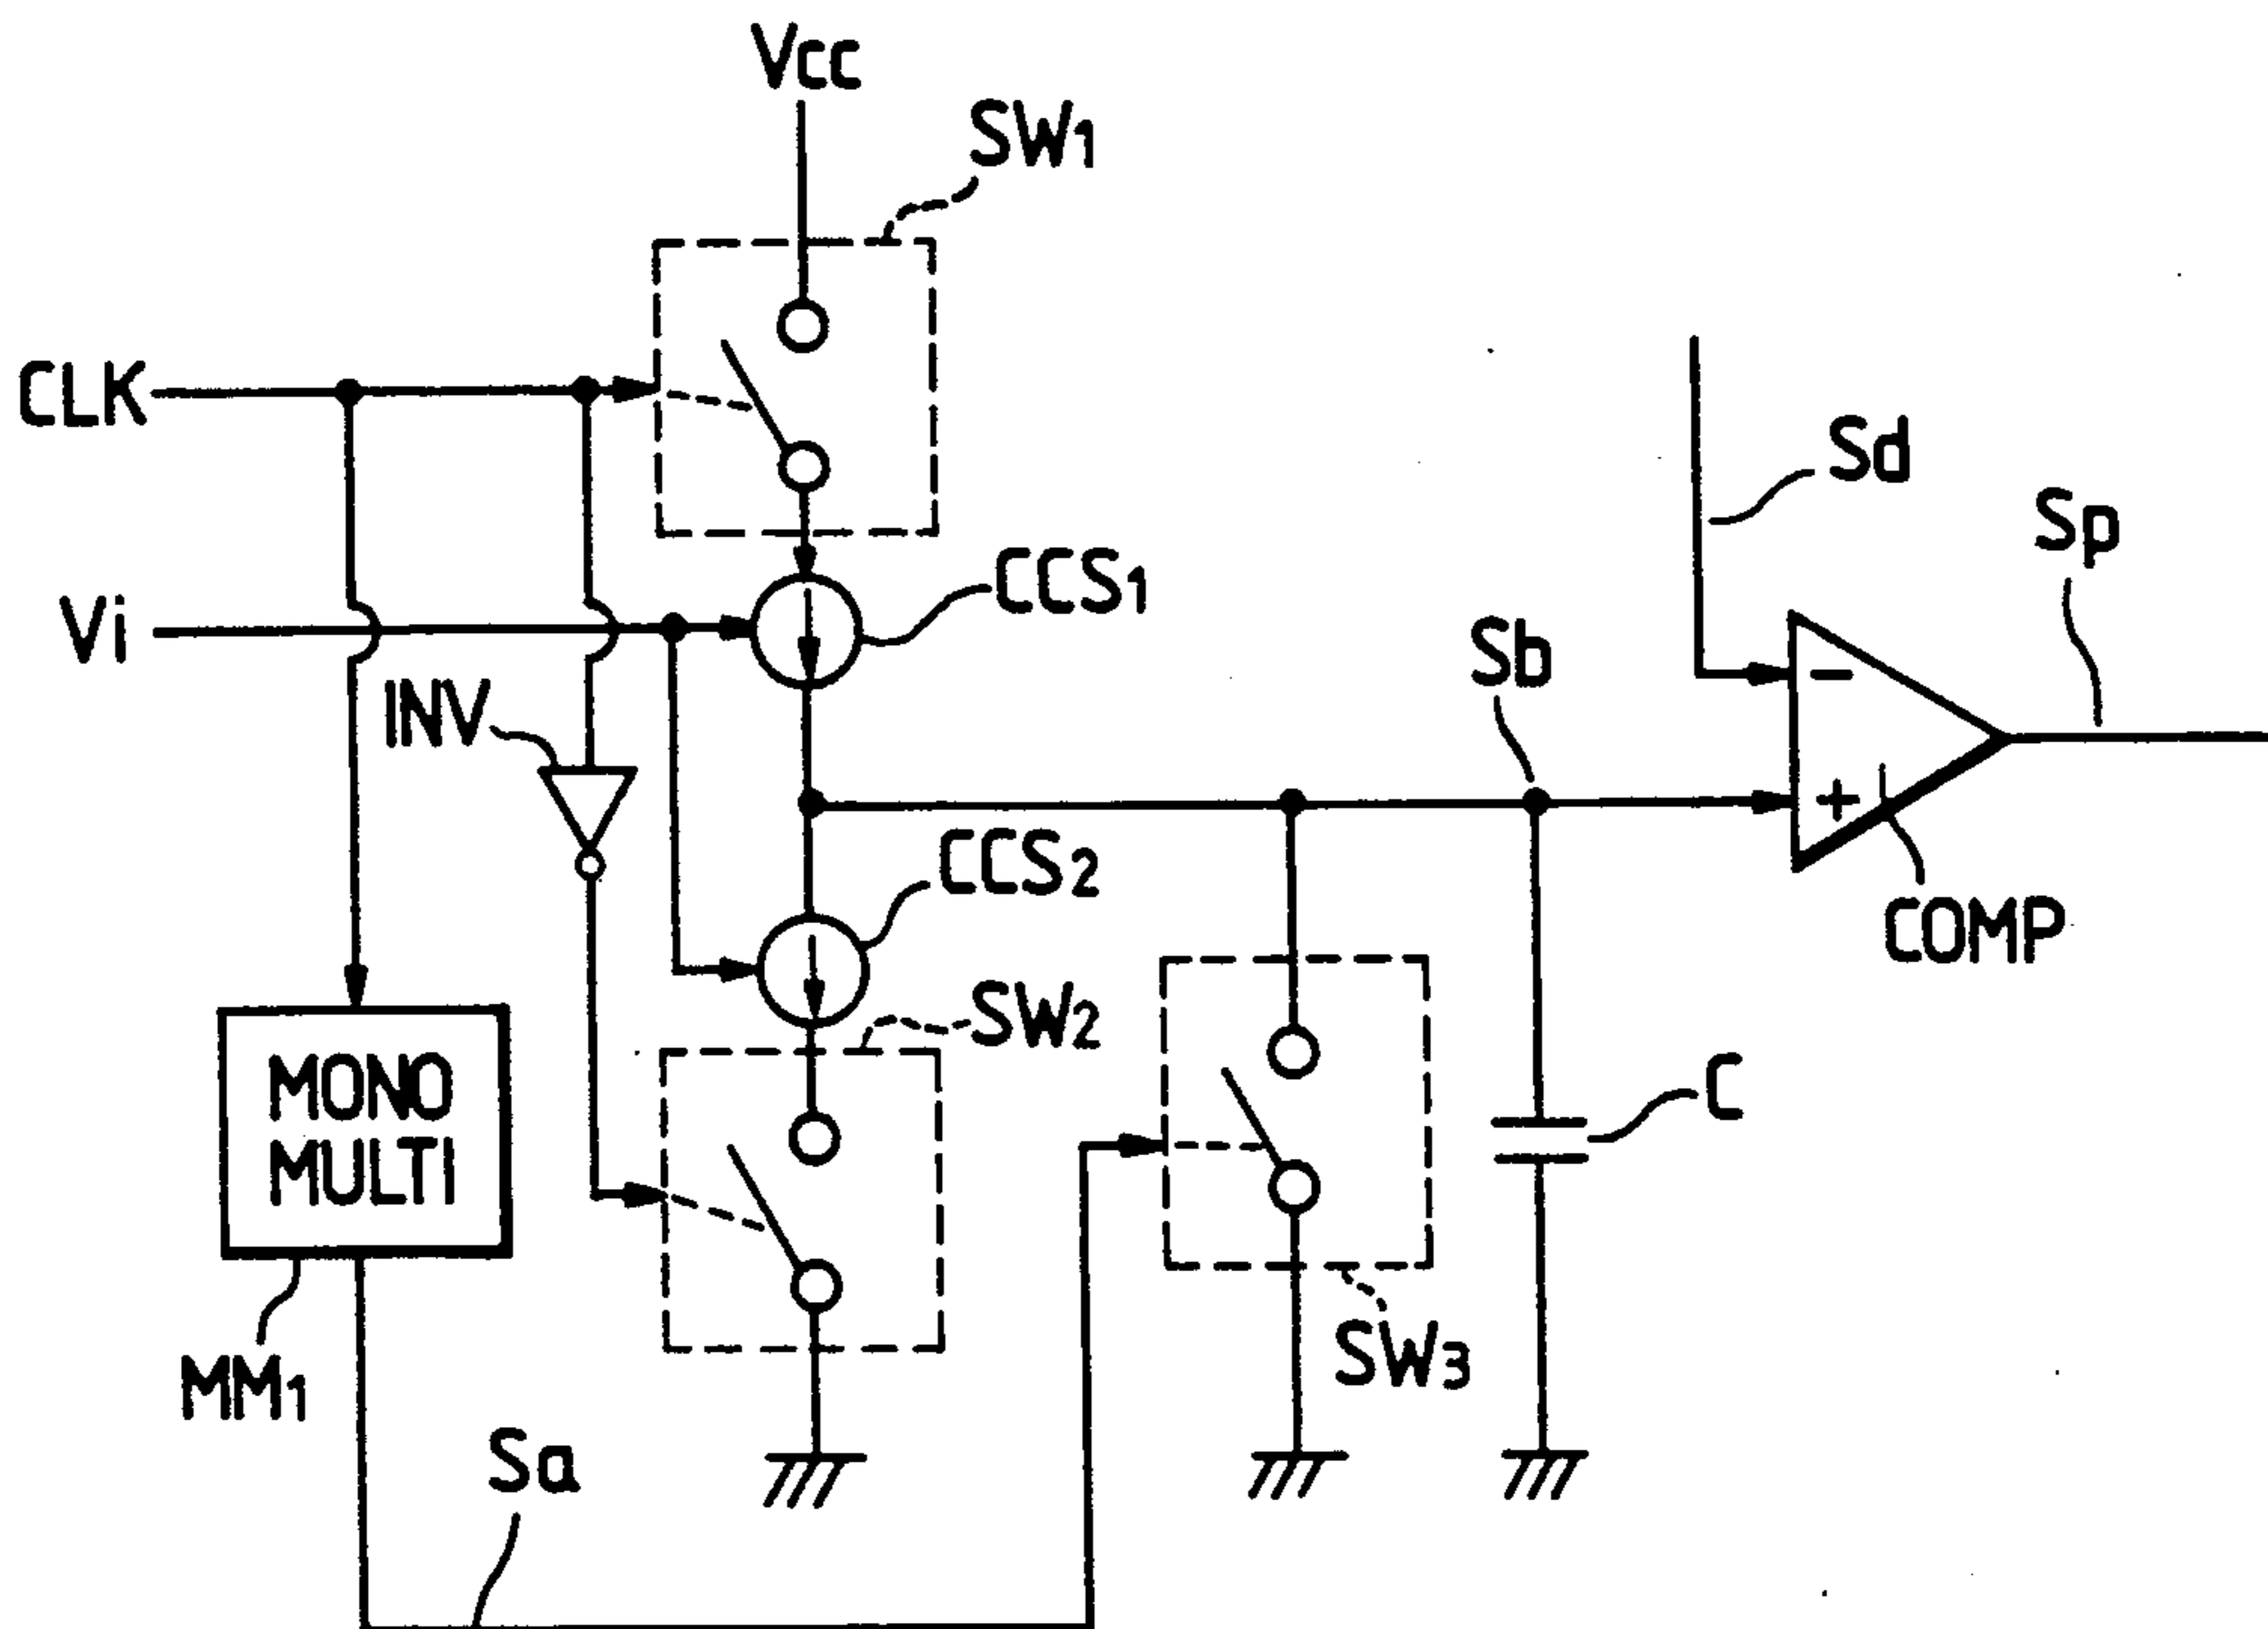 Vcc
SW1
CLK
Sd
Sp
CCS1
Vi
Sb
INV
−
+
CCS2
COMP
SW2
MONO
MULTI
C
SW3
MM1
Sa